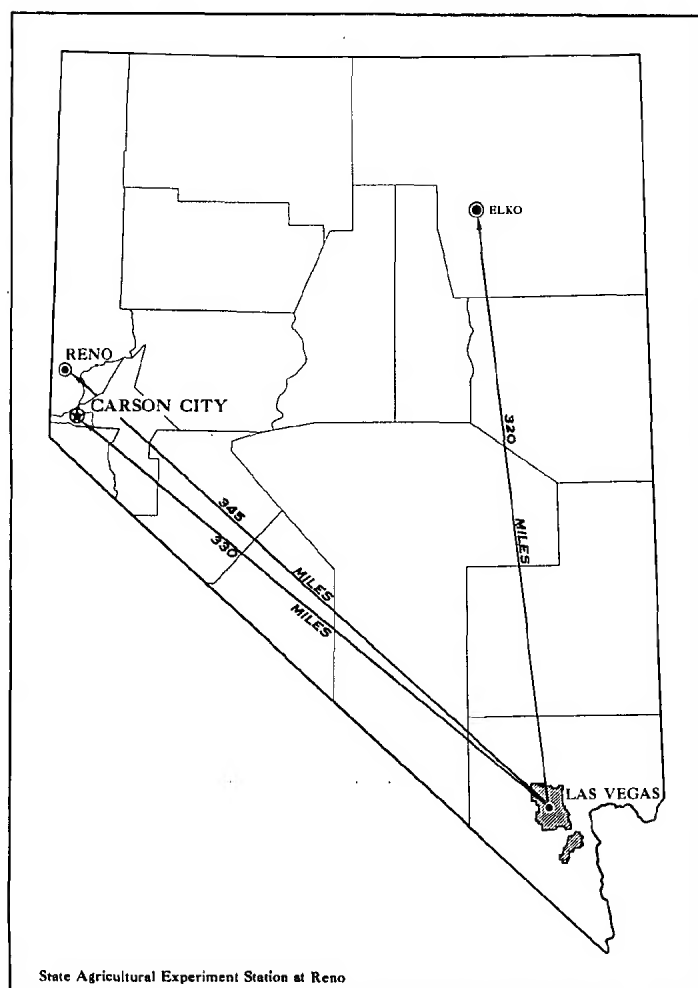 ELKO
RENO
CARSON CITY
320
MILES
345
MILES
330
MILES
LAS VEGAS
State Agricultural Experiment Station at Reno